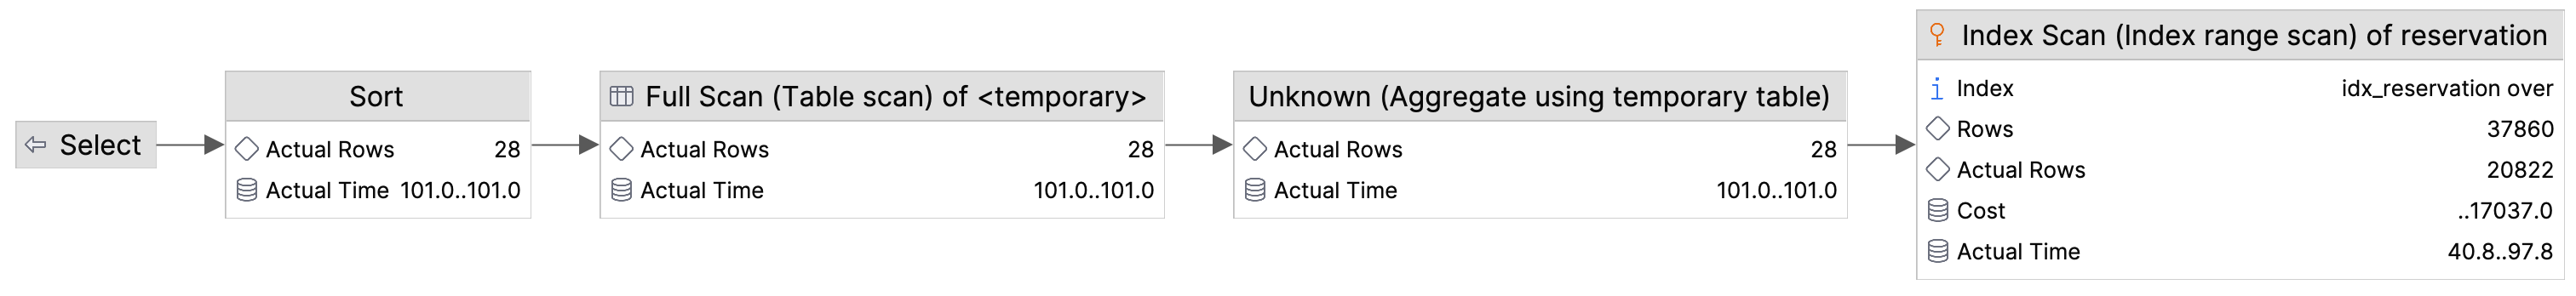 Select
Sort
Actual Rows 28
Actual Time 101.0..101.0
Full Scan (Table scan) of <temporary>
Actual Rows 28
Actual Time 101.0..101.0
Unknown (Aggregate using temporary table)
Actual Rows 28
Actual Time 101.0..101.0
Index Scan (Index range scan) of reservation
Index idx_reservation over
Rows 37860
Actual Rows 20822
Cost ..17037.0
Actual Time 40.8..97.8